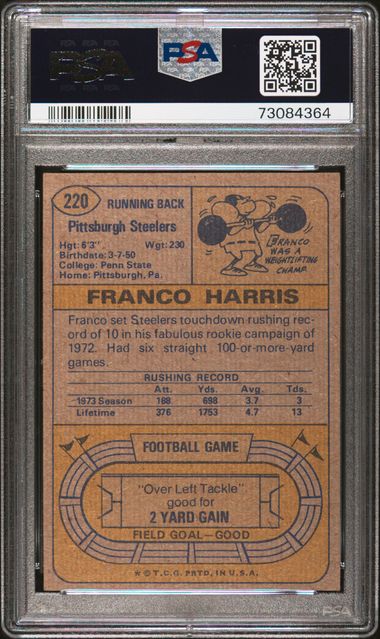 PSA
PSA
73084364
220
RUNNING BACK
Pittsburgh Steelers
Hgt: 6'3" Wgt: 230
Birthdate: 3-7-50
College: Penn State
Home: Pittsburgh, Pa.
FRANCO
WAS A
WEIGHTLIFTING
CHAMP.
FRANCO HARRIS
Franco set Steelers touchdown rushing rec-
ord of 10 in his fabulous rookie campaign of
1972. Had six straight 100-or-more-yard
games.
RUSHING RECORD
Att. Yds. Avg. Tds.
1973 Season 188 698 3.7 3
Lifetime 376 1753 4.7 13
FOOTBALL GAME
"Over Left Tackle"
good for
2 YARD GAIN
FIELD GOAL—GOOD
* © T.C.G. PRTD. IN U.S.A.
PSA